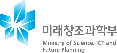 미래창조과학부
Ministry of Science, ICT and
Future Planning